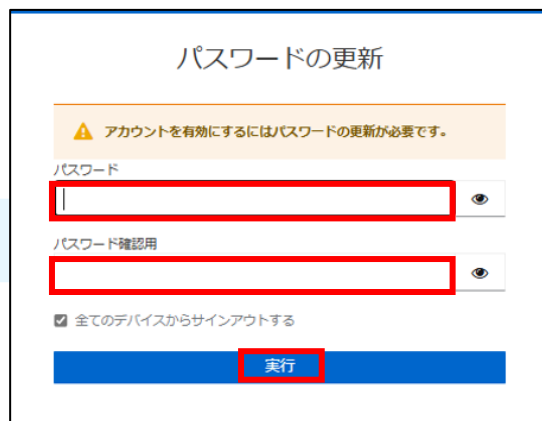 パスワードの更新
アカウントを有効にするにはパスワードの更新が必要です。
パスワード
パスワード確認用
全てのデバイスからサインアウトする
実行